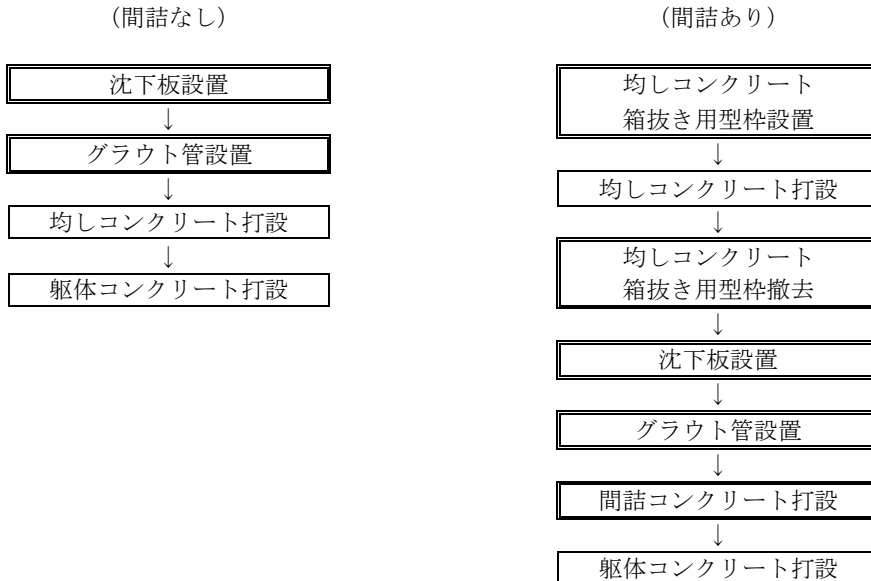 （間詰なし）
沈下板設置
↓
グラウト管設置
↓
均しコンクリート打設
↓
躯体コンクリート打設
（間詰あり）
均しコンクリート
箱抜き用型枠設置
↓
均しコンクリート打設
↓
均しコンクリート
箱抜き用型枠撤去
↓
沈下板設置
↓
グラウト管設置
↓
間詰コンクリート打設
↓
躯体コンクリート打設